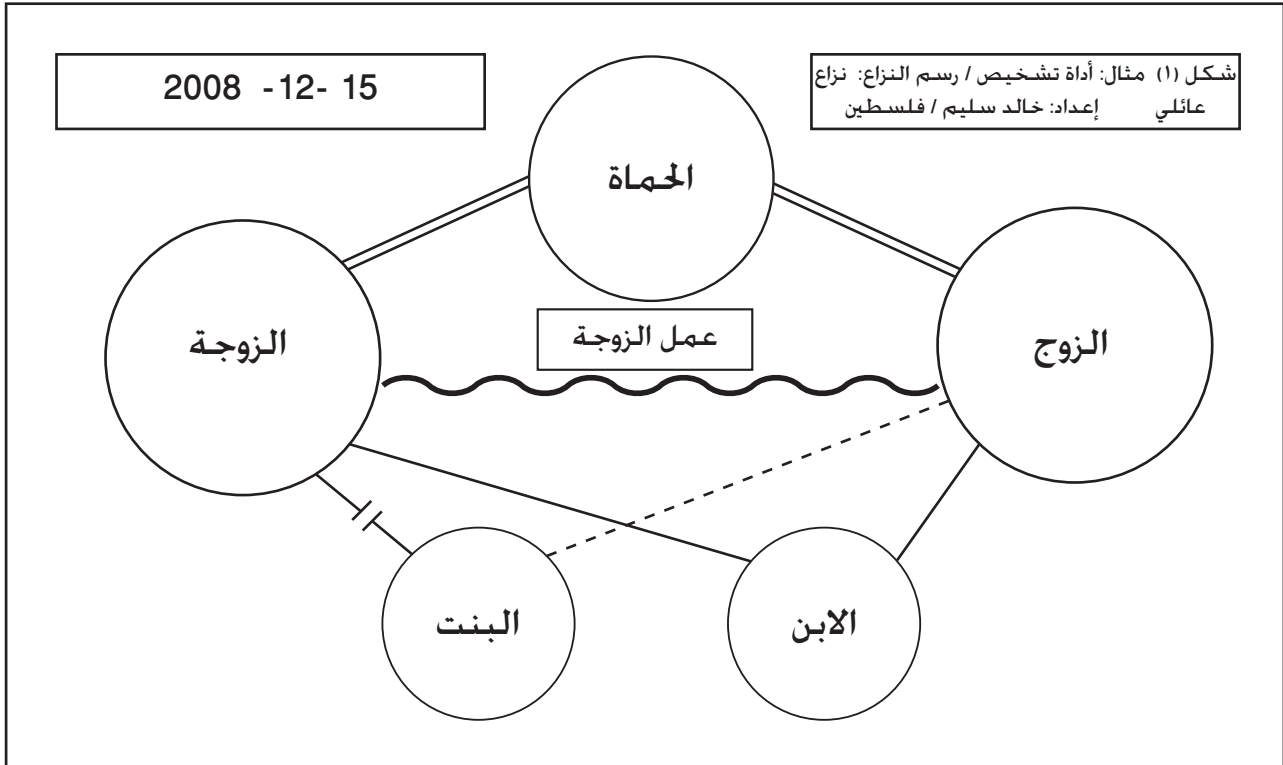 شكل (١) مثال: أداة تشخيص / رسم النزاع: نزاع
عائلي إعداد: خالد سليم / فلسطين
2008 -12- 15
الحماة
الزوج
الزوجة
عمل الزوجة
الابن
البنت